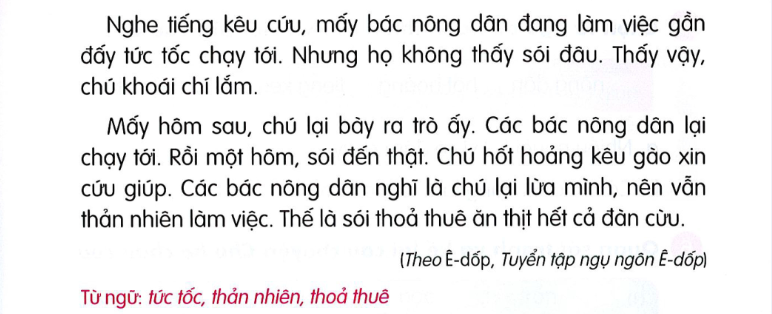 Nghe tiếng kêu cứu, mấy bác nông dân đang làm việc gần
đấy tức tốc chạy tới. Nhưng họ không thấy sói đâu. Thấy vậy,
chú khoái chí lắm.
Mấy hôm sau, chú lại bày ra trò ấy. Các bác nông dân lại
chạy tới. Rồi một hôm, sói đến thật. Chú hốt hoảng kêu gào xin
cứu giúp. Các bác nông dân nghĩ là chú lại lừa mình, nên vẫn
thản nhiên làm việc. Thế là sói thoả thuê ăn thịt hết cả đàn cừu.
(Theo Ê-dốp, Tuyển tập ngụ ngôn Ê-dốp)
Từ ngữ: tức tốc, thản nhiên, thoả thuê